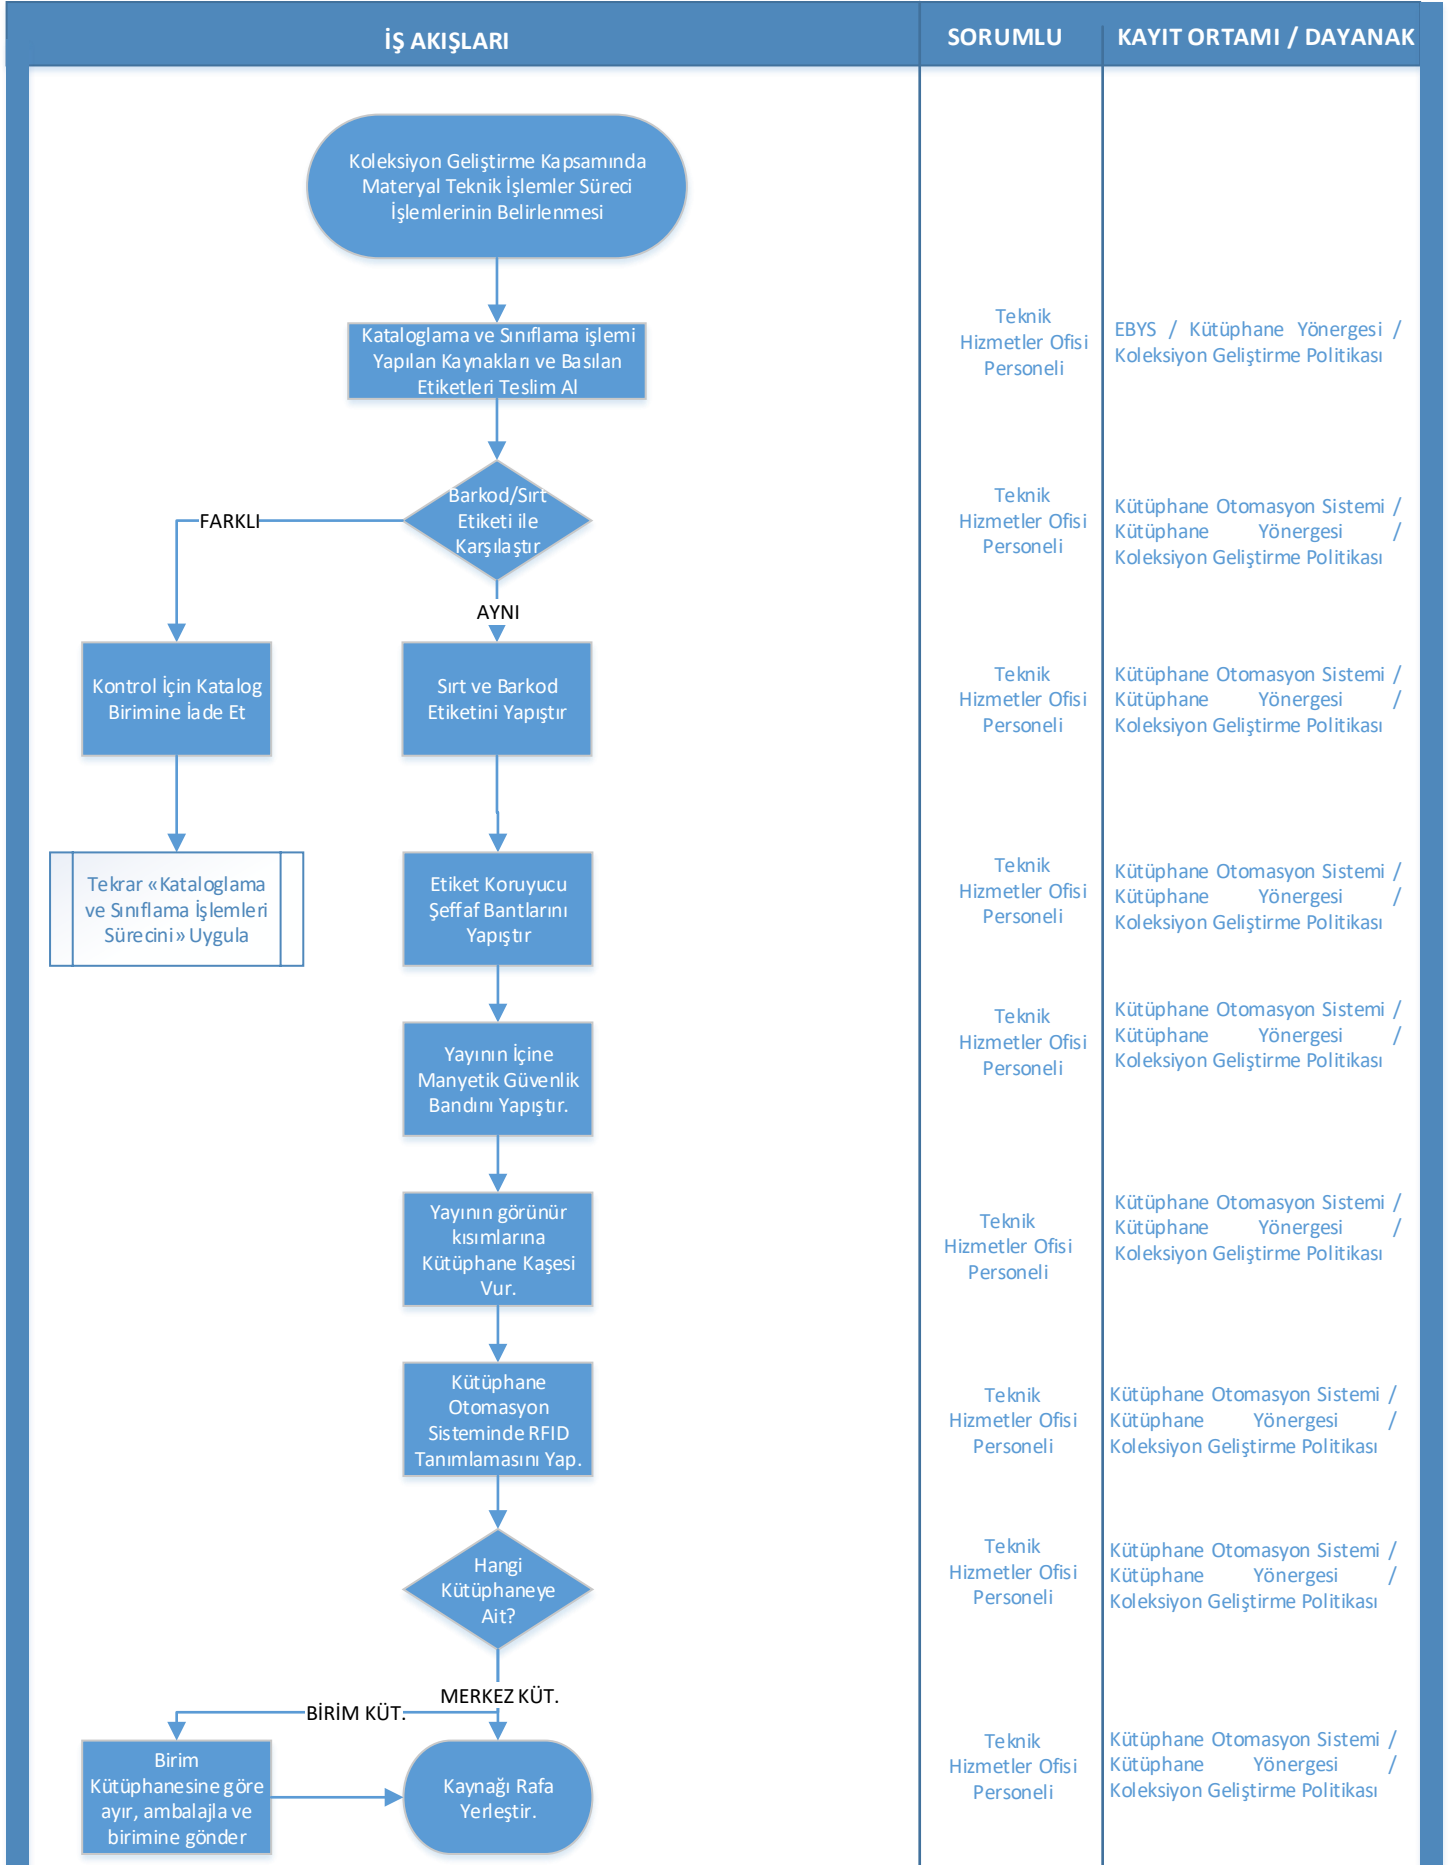 İŞ AKIŞLARI
SORUMLU
KAYIT ORTAMI / DAYANAK
Koleksiyon Geliştirme Kapsamında
Materyal Teknik İşlemler Süreci
İşlemlerinin Belirlenmesi
Kataloglama ve Sınıflama işlemi
Yapılan Kaynakları ve Basılan
Etiketleri Teslim Al
Teknik
Hizmetler Ofisi
Personeli
EBYS / Kütüphane Yönergesi /
Koleksiyon Geliştirme Politikası
Barkod/Sırt
Etiketi ile
Karşılaştır
FARKLI
AYNI
Teknik
Hizmetler Ofisi
Personeli
Kütüphane Otomasyon Sistemi /
Kütüphane Yönergesi /
Koleksiyon Geliştirme Politikası
Kontrol İçin Katalog
Birimine İade Et
Sırt ve Barkod
Etiketini Yapıştır
Teknik
Hizmetler Ofisi
Personeli
Kütüphane Otomasyon Sistemi /
Kütüphane Yönergesi /
Koleksiyon Geliştirme Politikası
Tekrar «Kataloglama
ve Sınıflama İşlemleri
Sürecini» Uygula
Etiket Koruyucu
Şeffaf Bantlarını
Yapıştır
Teknik
Hizmetler Ofisi
Personeli
Kütüphane Otomasyon Sistemi /
Kütüphane Yönergesi /
Koleksiyon Geliştirme Politikası
Yayının İçine
Manyetik Güvenlik
Bandını Yapıştır.
Teknik
Hizmetler Ofisi
Personeli
Kütüphane Otomasyon Sistemi /
Kütüphane Yönergesi /
Koleksiyon Geliştirme Politikası
Yayının görünür
kısımlarına
Kütüphane Kaşesi
Vur.
Teknik
Hizmetler Ofisi
Personeli
Kütüphane Otomasyon Sistemi /
Kütüphane Yönergesi /
Koleksiyon Geliştirme Politikası
Kütüphane
Otomasyon
Sisteminde RFID
Tanımlamasını Yap.
Teknik
Hizmetler Ofisi
Personeli
Kütüphane Otomasyon Sistemi /
Kütüphane Yönergesi /
Koleksiyon Geliştirme Politikası
Hangi
Kütüphaneye
Ait?
Teknik
Hizmetler Ofisi
Personeli
Kütüphane Otomasyon Sistemi /
Kütüphane Yönergesi /
Koleksiyon Geliştirme Politikası
MERKEZ KÜT.
BİRİM KÜT.
Birim
Kütüphanesine göre
ayır, ambalajla ve
birimine gönder
Kaynağı Rafa
Yerleştir.
Teknik
Hizmetler Ofisi
Personeli
Kütüphane Otomasyon Sistemi /
Kütüphane Yönergesi /
Koleksiyon Geliştirme Politikası